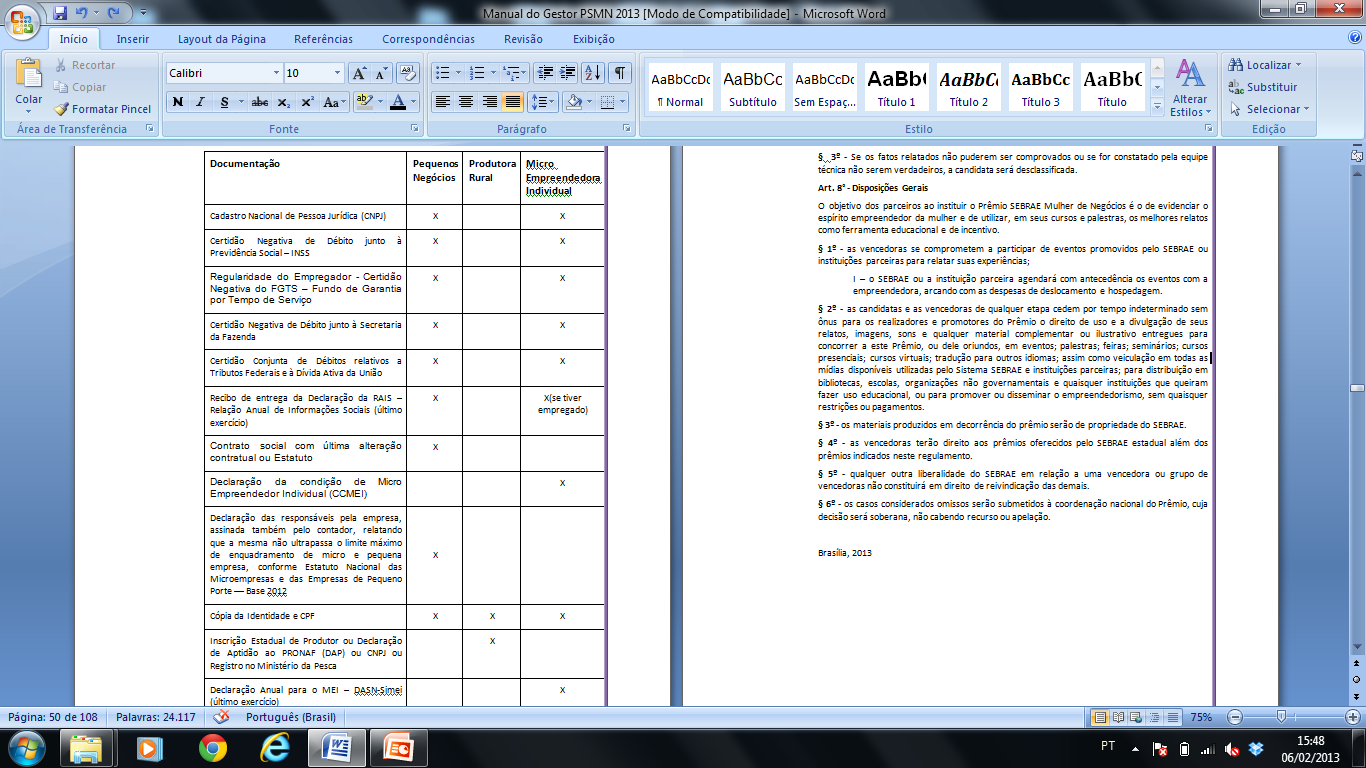 Manual do Gestor PSMN 2013 [Modo de Compatibilidade] - Microsoft Word
Início
Inserir
Layout da Página
Referências
Correspondências
Revisão
Exibição
Colar
Recortar
Copiar
Formatar Pincel
Área de Transferência
Calibri
10
N I S abc x₂ x² Aa
Fonte
Parágrafo
AaBbCcDc
¶ Normal
AaBbCc
Subtítulo
AaBbCcDc
Sem Espaç...
AaBb(
Título 1
AaBbCc
Título 2
AaBbCc
Título 3
AaBbC
Título
Alterar
Estilos
Estilo
Localizar
Substituir
Selecionar
Edição
Documentação
Pequenos
Negócios
Produtora
Rural
Micro
Empreendedora
Individual
Cadastro Nacional de Pessoa Jurídica (CNPJ) X X
Certidão Negativa de Débito junto à X X
Previdência Social – INSS
Regularidade do Empregador - Certidão X X
Negativa do FGTS – Fundo de Garantia
por Tempo de Serviço
Certidão Negativa de Débito junto à Secretaria X X
da Fazenda
Certidão Conjunta de Débitos relativos a X X
Tributos Federais e à Dívida Ativa da União
Recibo de entrega da Declaração da RAIS – X X(se tiver
Relação Anual de Informações Sociais (último empregado)
exercício)
Contrato social com última alteração X
contratual ou Estatuto
Declaração da condição de Micro X
Empreendedor Individual (CCMEI)
Declaração das responsáveis pela empresa,
assinada também pelo contador, relatando
que a mesma não ultrapassa o limite máximo
de enquadramento de micro e pequena X
empresa, conforme Estatuto Nacional das
Microempresas e das Empresas de Pequeno
Porte — Base 2012
Cópia da Identidade e CPF X X X
Inscrição Estadual de Produtor ou Declaração X
de Aptidão ao PRONAF (DAP) ou CNPJ ou
Registro no Ministério da Pesca
Declaração Anual para o MEI – DASN-Simei X
(último exercício)
§ 3º - Se os fatos relatados não puderem ser comprovados ou se for constatado pela equipe
técnica não serem verdadeiros, a candidata será desclassificada.
Art. 8° - Disposições Gerais
O objetivo dos parceiros ao instituir o Prêmio SEBRAE Mulher de Negócios é o de evidenciar o
espírito empreendedor da mulher e de utilizar, em seus cursos e palestras, os melhores relatos
como ferramenta educacional e de incentivo.
§ 1º - as vencedoras se comprometem a participar de eventos promovidos pelo SEBRAE ou
instituições parceiras para relatar suas experiências;
I – o SEBRAE ou a instituição parceira agendará com antecedência os eventos com a
empreendedora, arcando com as despesas de deslocamento e hospedagem.
§ 2º - as candidatas e as vencedoras de qualquer etapa cedem por tempo indeterminado sem
ônus para os realizadores e promotores do Prêmio o direito de uso e a divulgação de seus
relatos, imagens, sons e qualquer material complementar ou ilustrativo entregues para
concorrer a este Prêmio, ou dele oriundos, em eventos; palestras; feiras; seminários; cursos
presenciais; cursos virtuais; tradução para outros idiomas; assim como veiculação em todas as
mídias disponíveis utilizadas pelo Sistema SEBRAE e instituições parceiras; para distribuição em
bibliotecas, escolas, organizações não governamentais e quaisquer instituições que queiram
fazer uso educacional, ou para promover ou disseminar o empreendedorismo, sem quaisquer
restrições ou pagamentos.
§ 3º - os materiais produzidos em decorrência do prêmio serão de propriedade do SEBRAE.
§ 4º - as vencedoras terão direito aos prêmios oferecidos pelo SEBRAE estadual além dos
prêmios indicados neste regulamento.
§ 5º - qualquer outra liberalidade do SEBRAE em relação a uma vencedora ou grupo de
vencedoras não constituirá em direito de reivindicação das demais.
§ 6º - os casos considerados omissos serão submetidos à coordenação nacional do Prêmio, cuja
decisão será soberana, não cabendo recurso ou apelação.
Brasília, 2013
Página: 50 de 108
Palavras: 24.117
Português (Brasil)
75%
PT
15:48
06/02/2013